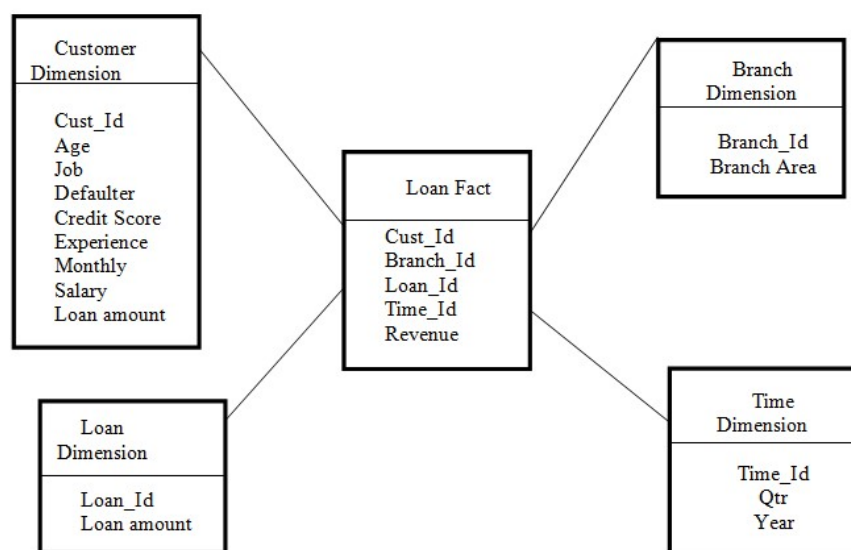 Customer
Dimension
Cust_Id
Age
Job
Defaulter
Credit Score
Experience
Monthly
Salary
Loan amount
Branch
Dimension
Branch_Id
Branch Area
Loan Fact
Cust_Id
Branch_Id
Loan_Id
Time_Id
Revenue
Loan
Dimension
Loan_Id
Loan amount
Time
Dimension
Time_Id
Qtr
Year